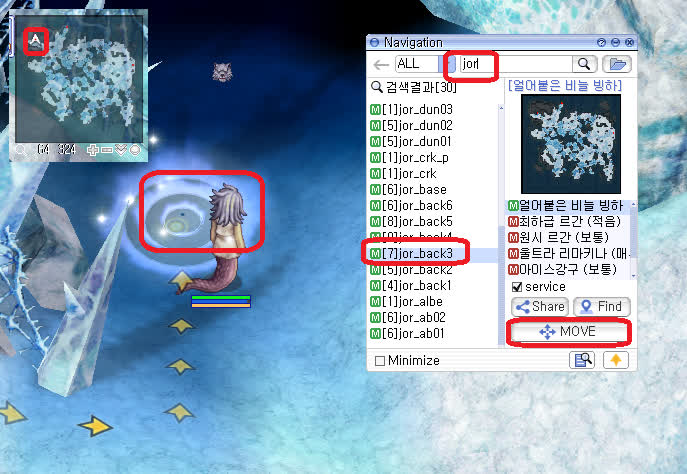 64 324
Navigation
ALL
jor
검색결과[30]
[얼어붙은 비늘 빙하]
M[1]jor_dun03
M[5]jor_dun02
M[5]jor_dun01
M[1]jor_crk_p
M[1]jor_crk
M[6]jor_base
M[6]jor_back6
M[8]jor_back5
jor_back4
M[7]jor_back3
M[5]jor_back2
M[4]jor_back1
M[1]jor_albe
M[6]jor_ab02
M[6]jor_ab01
M얼어붙은 비늘 빙하
M최하급 르간 (적음)
M원시 르간 (보통)
M울트라 리마키나 (매.
M아이스강구 (보통)
service
Share
Find
MOVE
Minimize